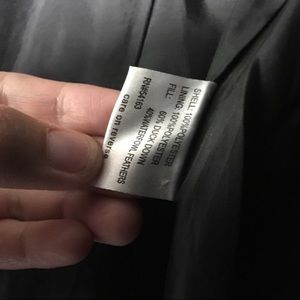 SHELL: 100%POLYESTER
LINING: 100%POLYESTER
FILL:
60% DUCK DOWN
40%WATERFOWL FEATHERS
RN#54163
care on reverse